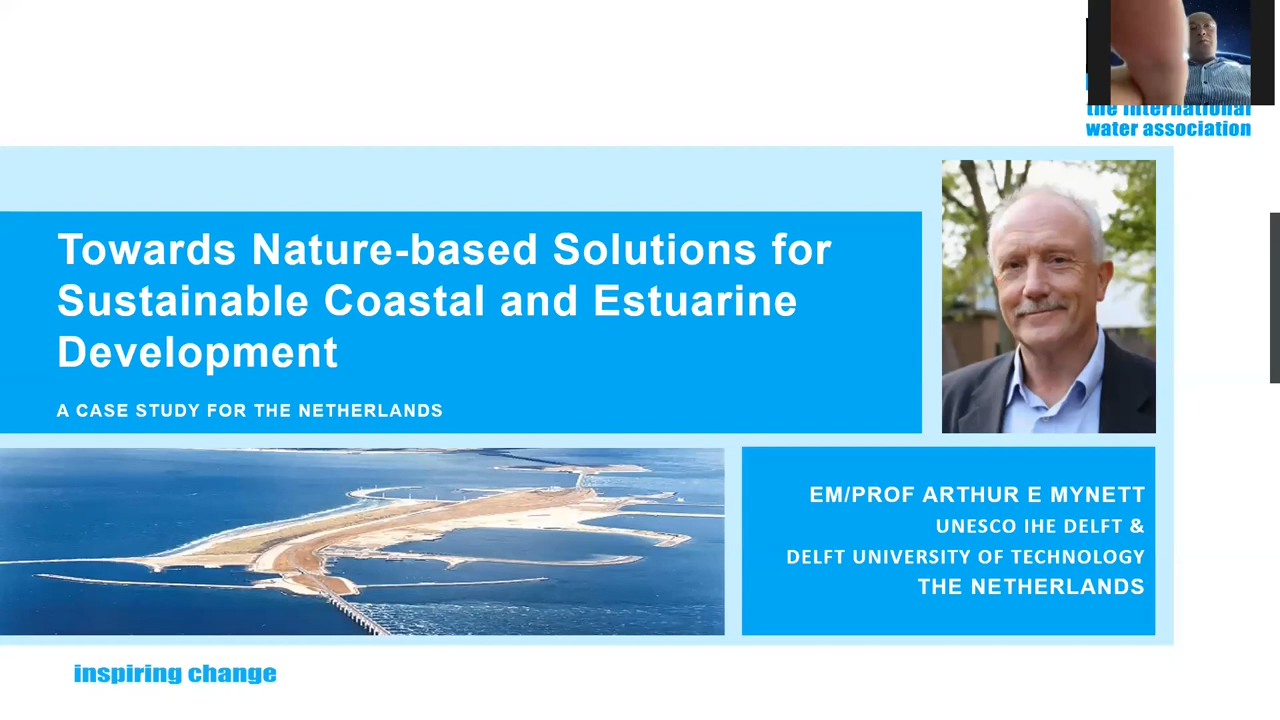 the international
water association
Towards Nature-based Solutions for
Sustainable Coastal and Estuarine
Development
A CASE STUDY FOR THE NETHERLANDS
EM/PROF ARTHUR E MYNETT
UNESCO IHE DELFT &
DELFT UNIVERSITY OF TECHNOLOGY
THE NETHERLANDS
inspiring change